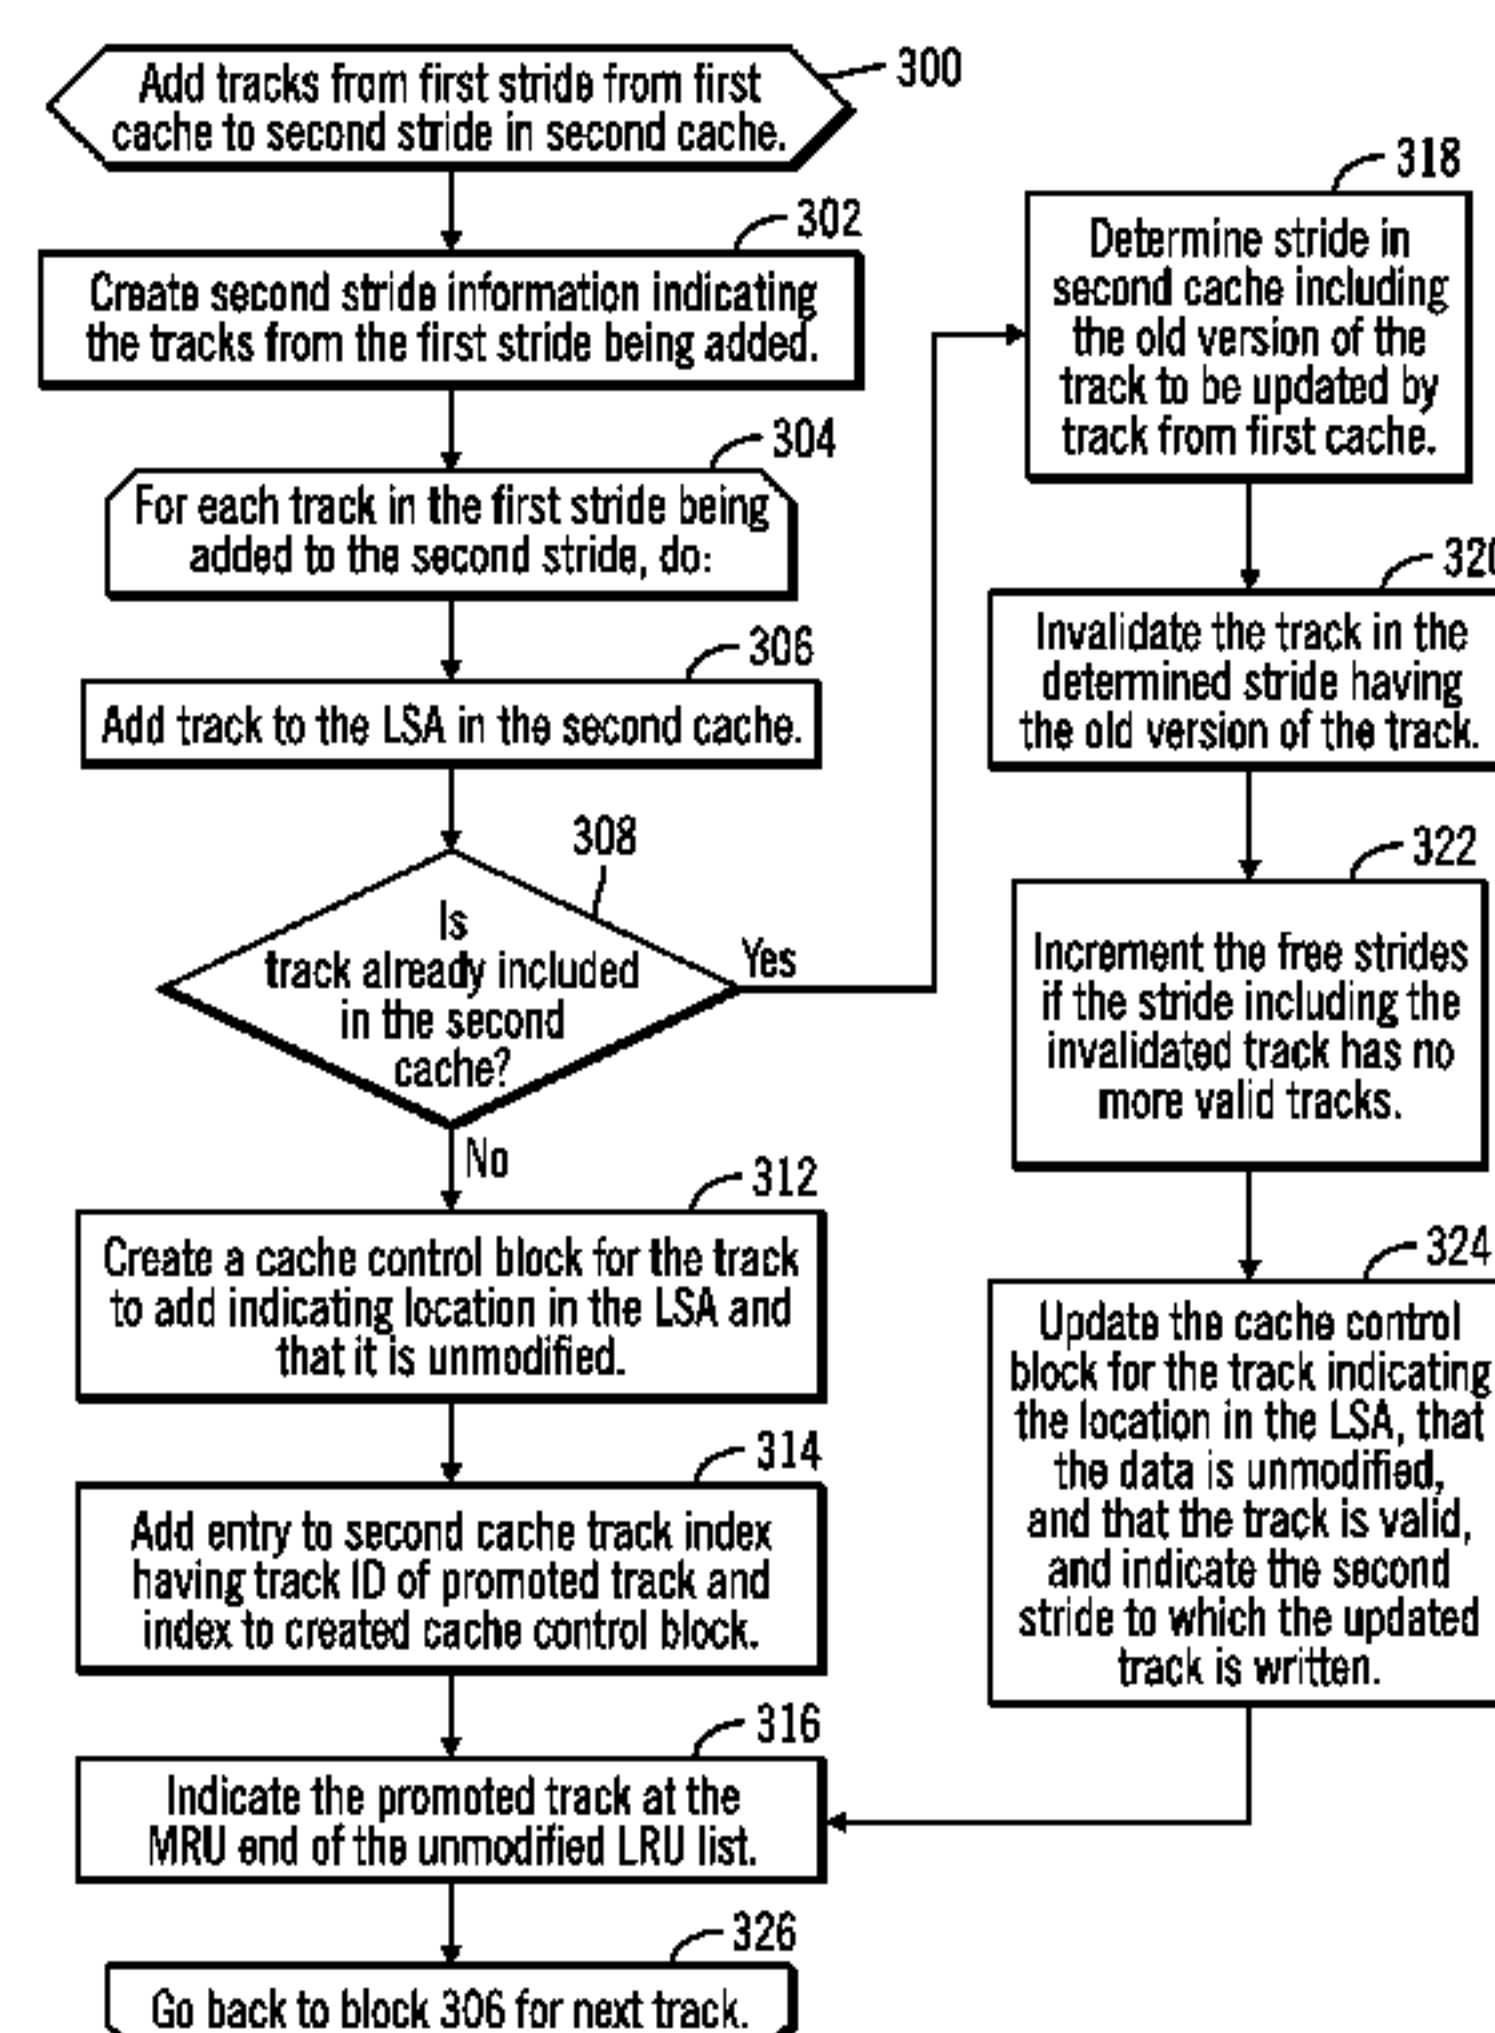 300
Add tracks from first stride from first
cache to second stride in second cache.
302
Create second stride information indicating
the tracks from the first stride being added.
304
For each track in the first stride being
added to the second stride, do:
306
Add track to the LSA in the second cache.
308
Is
track already included
in the second
cache?
Yes
No
312
Create a cache control block for the track
to add indicating location in the LSA and
that it is unmodified.
314
Add entry to second cache track index
having track ID of promoted track and
index to created cache control block.
316
Indicate the promoted track at the
MRU end of the unmodified LRU list.
326
Go back to block 306 for next track.
318
Determine stride in
second cache including
the old version of the
track to be updated by
track from first cache.
320
Invalidate the track in the
determined stride having
the old version of the track.
322
Increment the free strides
if the stride including the
invalidated track has no
more valid tracks.
324
Update the cache control
block for the track indicating
the location in the LSA, that
the data is unmodified,
and that the track is valid,
and indicate the second
stride to which the updated
track is written.